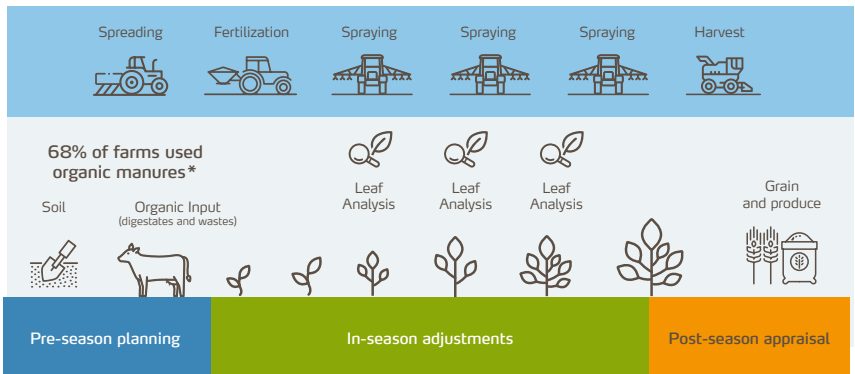 Spreading
Fertilization
Spraying
Spraying
Spraying
Harvest
68% of farms used
organic manures*
Leaf
Analysis
Leaf
Analysis
Leaf
Analysis
Grain
and produce
Soil
Organic Input
(digestates and wastes)
Pre-season planning
In-season adjustments
Post-season appraisal